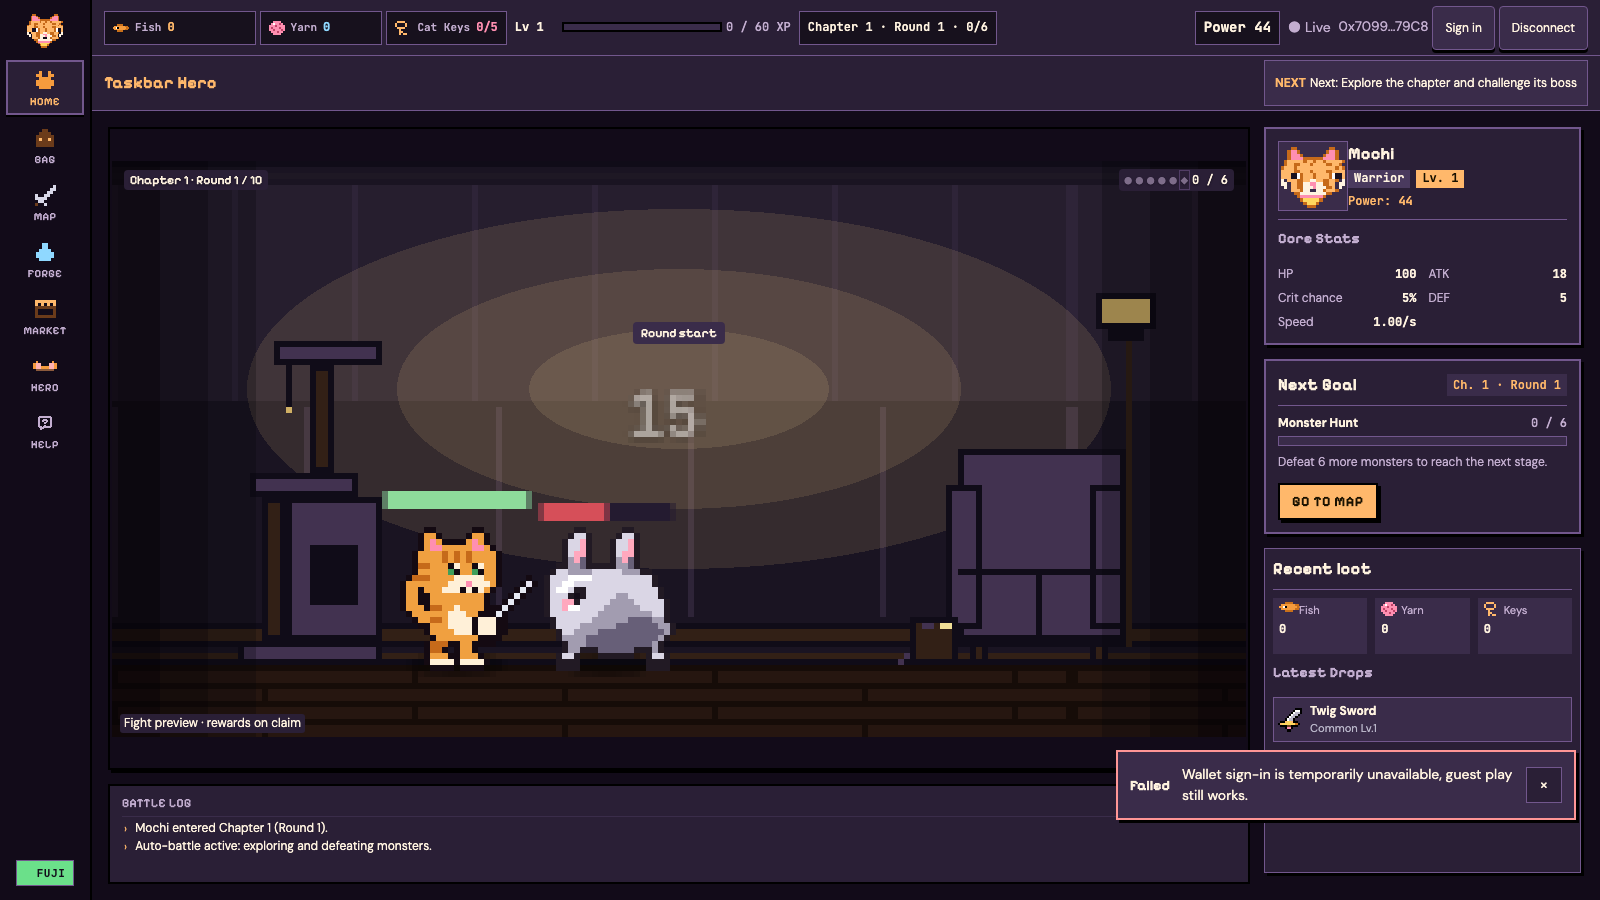 Fish 0
Yarn 0
Cat Keys 0/5
Lv 1
0 / 60 XP
Chapter 1 · Round 1 · 0/6
Power 44
Live
0x7099…79C8
Sign in
Disconnect
HOME
BAG
MAP
FORGE
MARKET
HERO
HELP
FUJI
Taskbar Hero
NEXT Next: Explore the chapter and challenge its boss
Chapter 1 · Round 1 / 10
0 / 6
Round start
15
Fight preview · rewards on claim
BATTLE LOG
› Mochi entered Chapter 1 (Round 1).
› Auto-battle active: exploring and defeating monsters.
Mochi
Warrior Lv. 1
Power: 44
Core Stats
HP 100 ATK 18
Crit chance 5% DEF 5
Speed 1.00/s
Next Goal
Ch. 1 · Round 1
Monster Hunt 0 / 6
Defeat 6 more monsters to reach the next stage.
GO TO MAP
Recent loot
Fish
0
Yarn
0
Keys
0
Latest Drops
Twig Sword
Common Lv.1
Failed
Wallet sign-in is temporarily unavailable, guest play
still works.
×